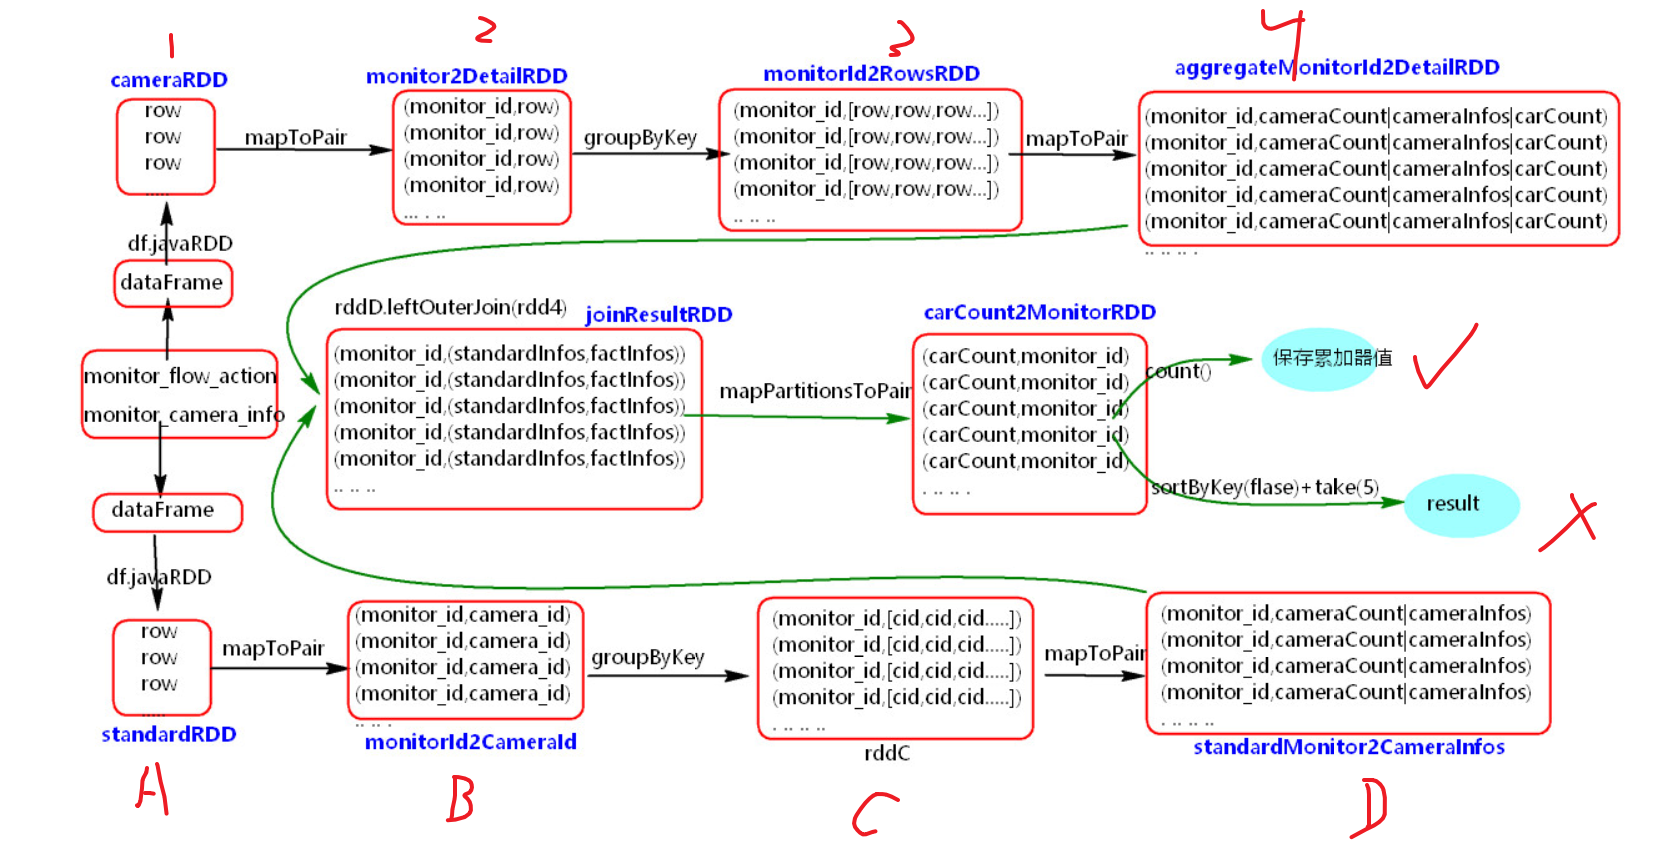 1
2
3
4
cameraRDD
monitor2DetailRDD
monitorId2RowsRDD
aggregateMonitorId2DetailRDD
row
row
row
.....
mapToPair
(monitor_id,row)
(monitor_id,row)
(monitor_id,row)
(monitor_id,row)
... . ..
groupByKey
(monitor_id,[row,row,row...])
(monitor_id,[row,row,row...])
(monitor_id,[row,row,row...])
(monitor_id,[row,row,row...])
.. .. ..
mapToPair
(monitor_id,cameraCount|cameraInfos|carCount)
(monitor_id,cameraCount|cameraInfos|carCount)
(monitor_id,cameraCount|cameraInfos|carCount)
(monitor_id,cameraCount|cameraInfos|carCount)
(monitor_id,cameraCount|cameraInfos|carCount)
.. .. .. .
df.javaRDD
dataFrame
monitor_flow_action
monitor_camera_info
dataFrame
df.javaRDD
rddD.leftOuterJoin(rdd4)
joinResultRDD
(monitor_id,(standardInfos,factInfos))
(monitor_id,(standardInfos,factInfos))
(monitor_id,(standardInfos,factInfos))
(monitor_id,(standardInfos,factInfos))
(monitor_id,(standardInfos,factInfos))
.. .. ..
mapPartitionsToPair
carCount2MonitorRDD
(carCount,monitor_id)
(carCount,monitor_id)
(carCount,monitor_id)
(carCount,monitor_id)
(carCount,monitor_id)
. .. .. .
count()
保存累加器值
sortByKey(flase)+take(5)
result
row
row
row
.....
standardRDD
mapToPair
(monitor_id,camera_id)
(monitor_id,camera_id)
(monitor_id,camera_id)
(monitor_id,camera_id)
.. .. .
monitorId2CameraId
groupByKey
(monitor_id,[cid,cid,cid.....])
(monitor_id,[cid,cid,cid.....])
(monitor_id,[cid,cid,cid.....])
(monitor_id,[cid,cid,cid.....])
. .. .. ..
rddC
mapToPair
(monitor_id,cameraCount|cameraInfos)
(monitor_id,cameraCount|cameraInfos)
(monitor_id,cameraCount|cameraInfos)
(monitor_id,cameraCount|cameraInfos)
. .. .. ..
standardMonitor2CameraInfos
A
B
C
D